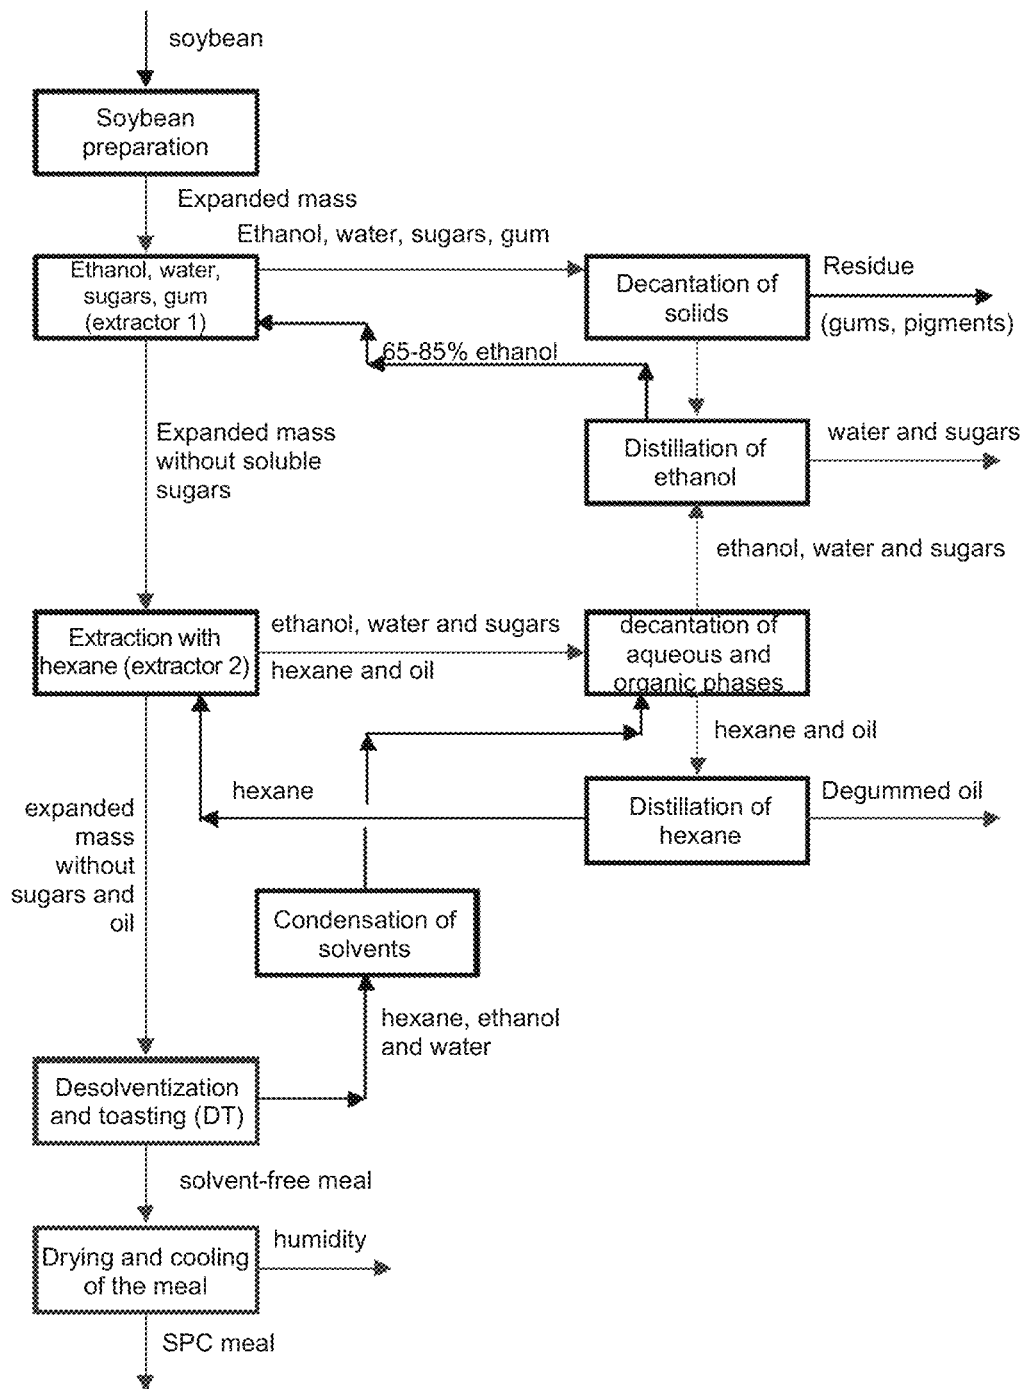 soybean
Soybean
preparation
Expanded mass
Ethanol, water, sugars, gum
Ethanol, water,
sugars, gum
(extractor 1)
Decantation of
solids
Residue
(gums, pigments)
65-85% ethanol
Expanded mass
without soluble
sugars
Distillation of
ethanol
water and sugars
ethanol, water and sugars
Extraction with
hexane (extractor 2)
ethanol, water and sugars
hexane and oil
decantation of
aqueous and
organic phases
hexane and oil
hexane
Distillation of
hexane
Degummed oil
expanded
mass
without
sugars and
oil
Condensation of
solvents
hexane, ethanol
and water
Desolventization
and toasting (DT)
solvent-free meal
Drying and cooling
of the meal
humidity
SPC meal